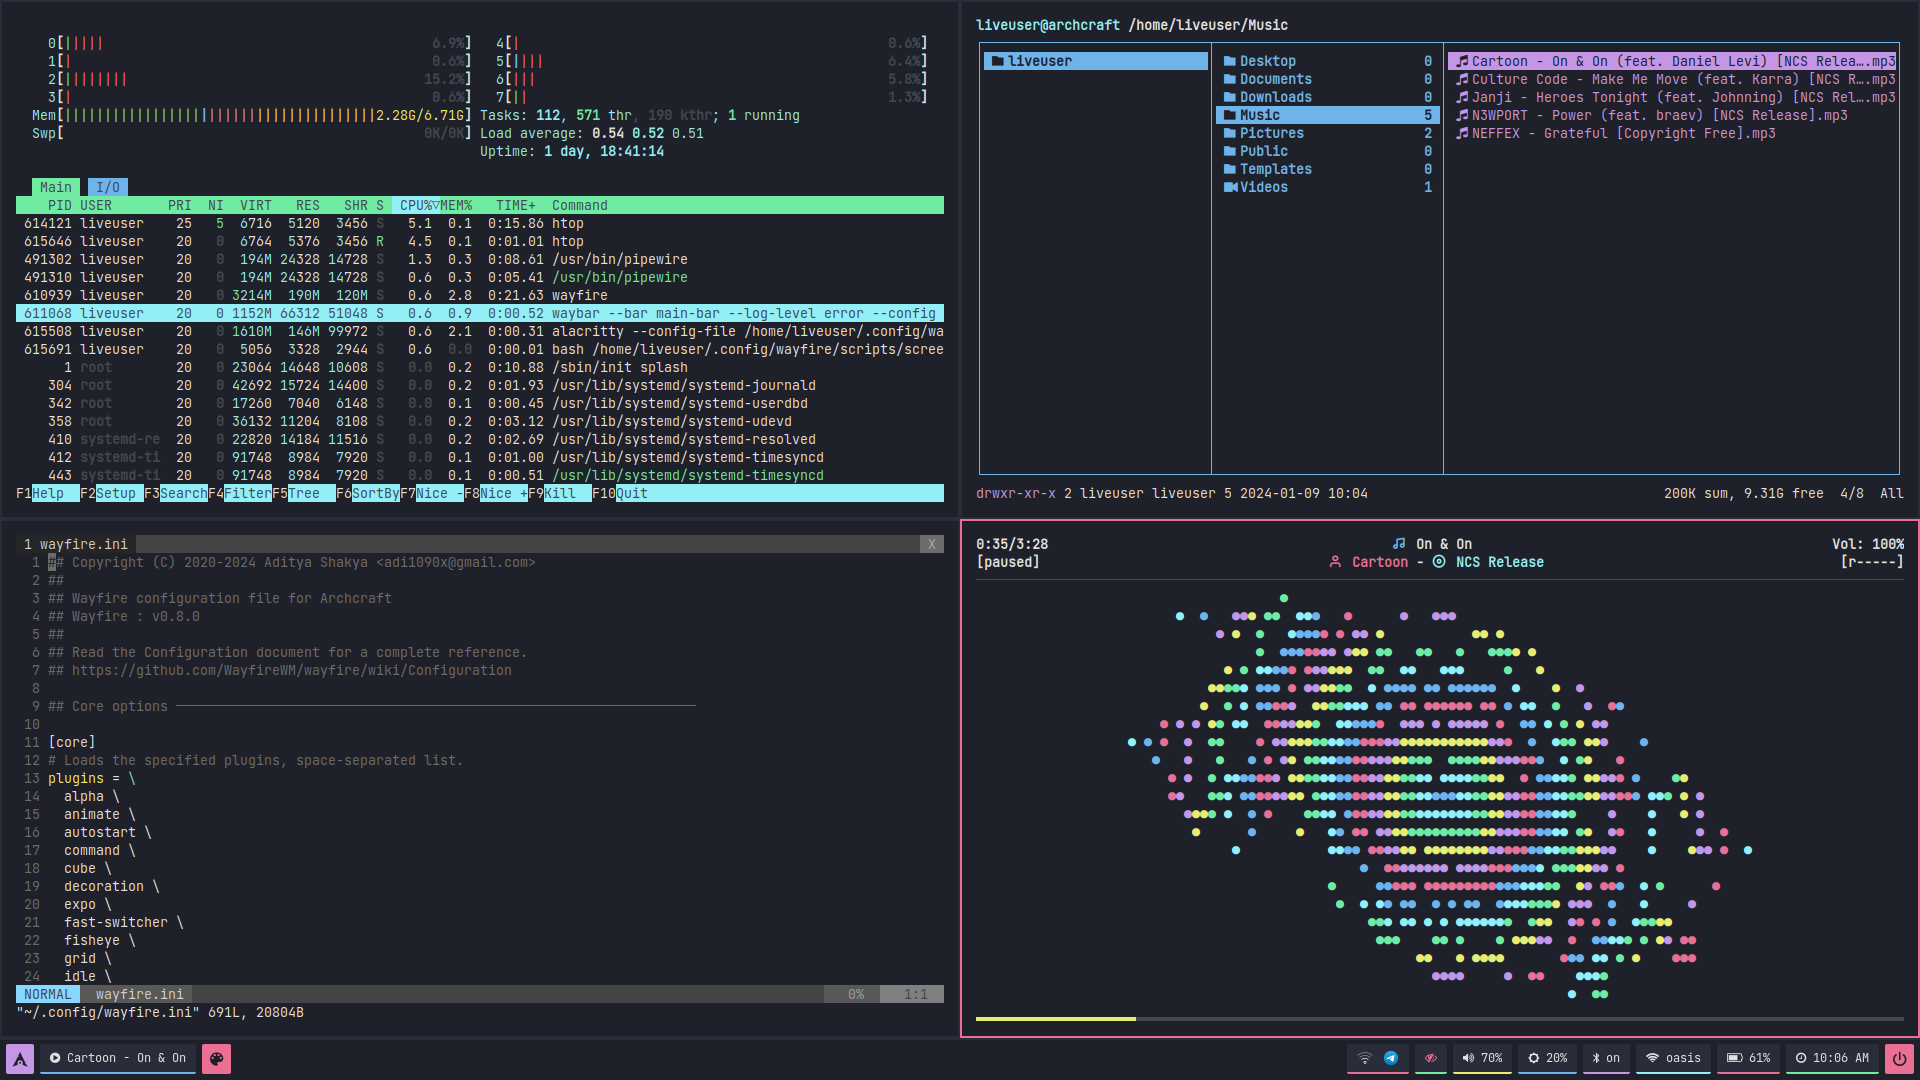 0[||||| 6.9%] 4[| 0.6%]
1[| 0.6%] 5[|||| 6.4%]
2[|||||||| 15.2%] 6[||| 5.8%]
3[| 0.6%] 7[|| 1.3%]
Mem[|||||||||||||||||||||||||||||||||||||||2.28G/6.71G] Tasks: 112, 571 thr, 190 kthr; 1 running
Swp[ 0K/0K] Load average: 0.54 0.52 0.51
Uptime: 1 day, 18:41:14
Main I/O
PID USER PRI NI VIRT RES SHR S CPU%▽MEM% TIME+ Command
614121 liveuser 25 5 6716 5120 3456 S 5.1 0.1 0:15.86 htop
615646 liveuser 20 0 6764 5376 3456 R 4.5 0.1 0:01.01 htop
491302 liveuser 20 0 194M 24328 14728 S 1.3 0.3 0:08.61 /usr/bin/pipewire
491310 liveuser 20 0 194M 24328 14728 S 0.6 0.3 0:05.41 /usr/bin/pipewire
610939 liveuser 20 0 3214M 190M 120M S 0.6 2.8 0:21.63 wayfire
611068 liveuser 20 0 1152M 66312 51048 S 0.6 0.9 0:00.52 waybar --bar main-bar --log-level error --config
615508 liveuser 20 0 1610M 146M 99972 S 0.6 2.1 0:00.31 alacritty --config-file /home/liveuser/.config/wa
615691 liveuser 20 0 5056 3328 2944 S 0.6 0.0 0:00.01 bash /home/liveuser/.config/wayfire/scripts/scree
1 root 20 0 23064 14648 10608 S 0.0 0.2 0:10.88 /sbin/init splash
304 root 20 0 42692 15724 14400 S 0.0 0.2 0:01.93 /usr/lib/systemd/systemd-journald
342 root 20 0 17260 7040 6148 S 0.0 0.1 0:00.45 /usr/lib/systemd/systemd-userdbd
358 root 20 0 36132 11204 8108 S 0.0 0.2 0:03.12 /usr/lib/systemd/systemd-udevd
410 systemd-re 20 0 22820 14184 11516 S 0.0 0.2 0:02.69 /usr/lib/systemd/systemd-resolved
412 systemd-ti 20 0 91748 8984 7920 S 0.0 0.1 0:01.00 /usr/lib/systemd/systemd-timesyncd
443 systemd-ti 20 0 91748 8984 7920 S 0.0 0.1 0:00.51 /usr/lib/systemd/systemd-timesyncd
F1Help F2Setup F3SearchF4FilterF5Tree F6SortByF7Nice -F8Nice +F9Kill F10Quit
liveuser@archcraft /home/liveuser/Music
liveuser
Desktop 0
Documents 0
Downloads 0
Music 5
Pictures 2
Public 0
Templates 0
Videos 1
Cartoon - On & On (feat. Daniel Levi) [NCS Relea….mp3
Culture Code - Make Me Move (feat. Karra) [NCS R….mp3
Janji - Heroes Tonight (feat. Johnning) [NCS Rel….mp3
N3WPORT - Power (feat. braev) [NCS Release].mp3
NEFFEX - Grateful [Copyright Free].mp3
drwxr-xr-x 2 liveuser liveuser 5 2024-01-09 10:04 200K sum, 9.31G free 4/8 All
1 wayfire.ini X
1 ## Copyright (C) 2020-2024 Aditya Shakya <adi1090x@gmail.com>
2 ##
3 ## Wayfire configuration file for Archcraft
4 ## Wayfire : v0.8.0
5 ##
6 ## Read the Configuration document for a complete reference.
7 ## https://github.com/WayfireWM/wayfire/wiki/Configuration
8
9 ## Core options
10
11 [core]
12 # Loads the specified plugins, space-separated list.
13 plugins = \
14 alpha \
15 animate \
16 autostart \
17 command \
18 cube \
19 decoration \
20 expo \
21 fast-switcher \
22 fisheye \
23 grid \
24 idle \
NORMAL wayfire.ini 0% 1:1
"~/.config/wayfire.ini" 691L, 20804B
0:35/3:28 On & On Vol: 100%
[paused] Cartoon - NCS Release [r-----]
Cartoon - On & On 70% 20% on oasis 61% 10:06 AM